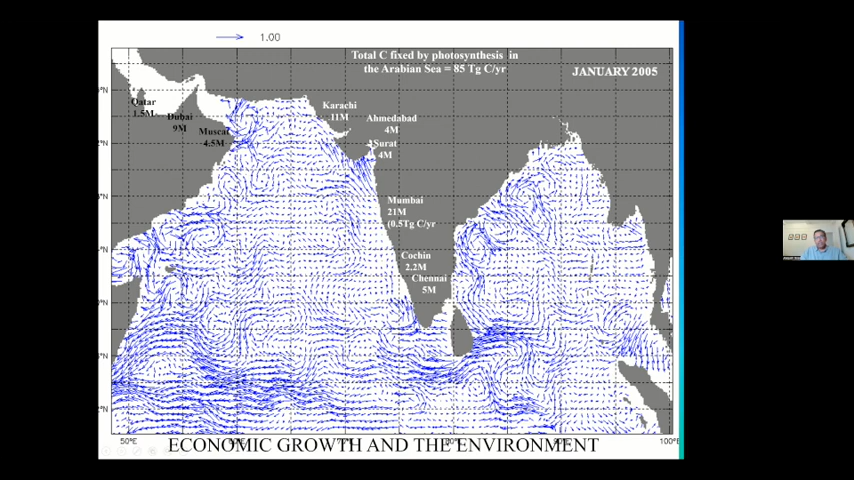 1.00
Total C fixed by photosynthesis in
the Arabian Sea = 85 Tg C/yr
JANUARY 2005
Qatar
1.5M
Dubai
9M
Muscat
4.5M
Karachi
11M
Ahmedabad
4M
Surat
4M
Mumbai
21M
(0.5Tg C/yr
Cochin
2.2M
Chennai
5M
50°E
100°E
ECONOMIC GROWTH AND THE ENVIRONMENT